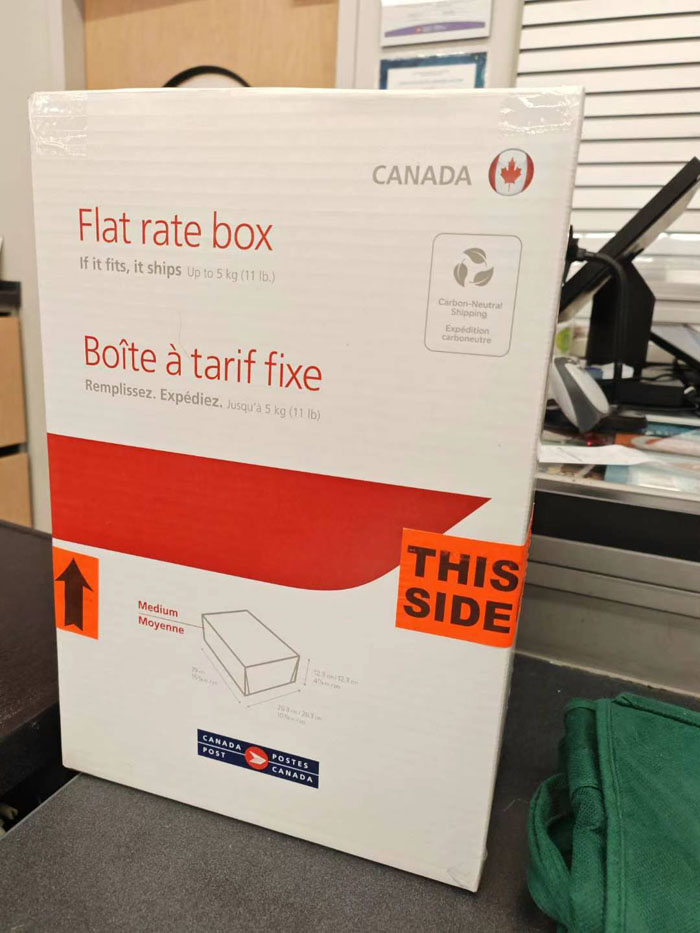 CANADA
Flat rate box
If it fits, it ships Up to 5 kg (11 lb.)
Carbon-Neutral
Shipping
Expédition
carboneutre
Boîte à tarif fixe
Remplissez. Expédiez. Jusqu'à 5 kg (11 lb)
THIS
SIDE
Medium
Moyenne
CANADA
POST
POSTES
CANADA